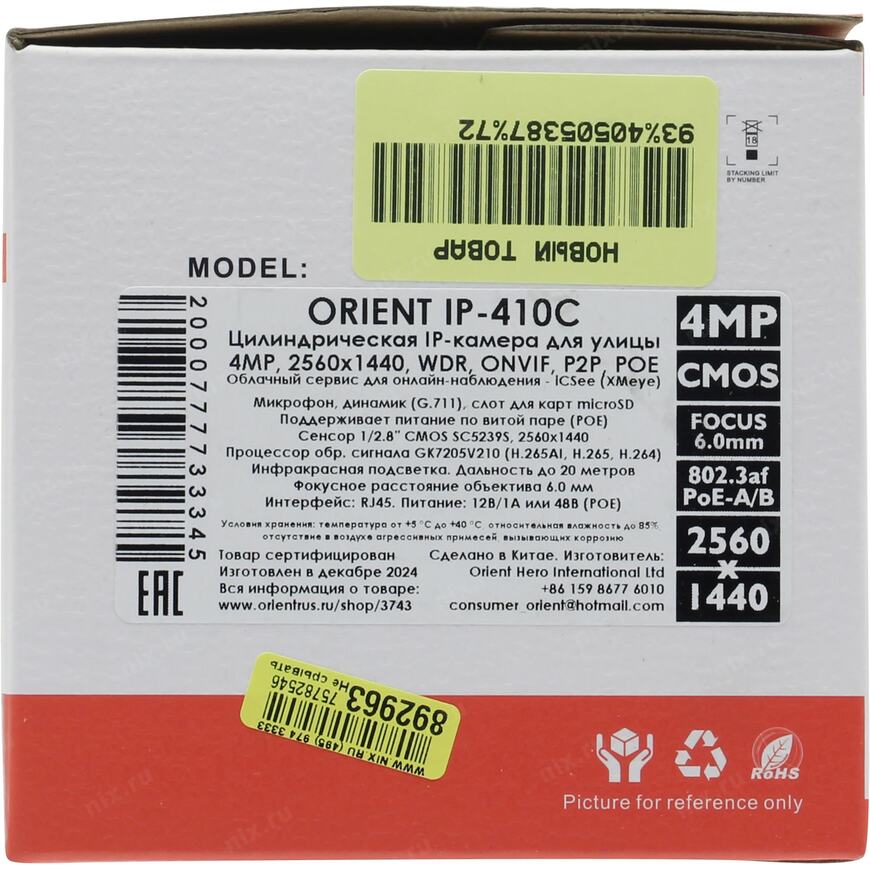 93%40505387%72
НОВЫЙ ТОВАР
18
STACKING LIMIT
BY NUMBER
MODEL:
2000777733345
ORIENT IP-410C
Цилиндрическая IP-камера для улицы
4MP, 2560x1440, WDR, ONVIF, P2P, POE
Облачный сервис для онлайн-наблюдения - iCSee (XMeye)
Микрофон, динамик (G.711), слот для карт microSD
Поддерживает питание по витой паре (POE)
Сенсор 1/2.8" CMOS SC5239S, 2560x1440
Процессор обр. сигнала GK7205V210 (H.265AI, H.265, H.264)
Инфракрасная подсветка. Дальность до 20 метров
Фокусное расстояние объектива 6.0 мм
Интерфейс: RJ45. Питание: 12В/1А или 48В (POE)
Условия хранения: температура от +5 °C до +40 °C, относительная влажность до 85%,
отсутствие в воздухе агрессивных примесей, вызывающих коррозию
Товар сертифицирован
Изготовлен в декабре 2024
Вся информация о товаре:
www.orientrus.ru/shop/3743
Сделано в Китае. Изготовитель:
Orient Hero International Ltd
+86 159 8677 6010
consumer_orient@hotmail.com
4MP
CMOS
FOCUS
6.0mm
802.3af
PoE-A/B
2560
x
1440
EAC
WWW NIX RU (495) 974 3333
892963
75782546
Не срывать
RoHS
Picture for reference only
nix.ru